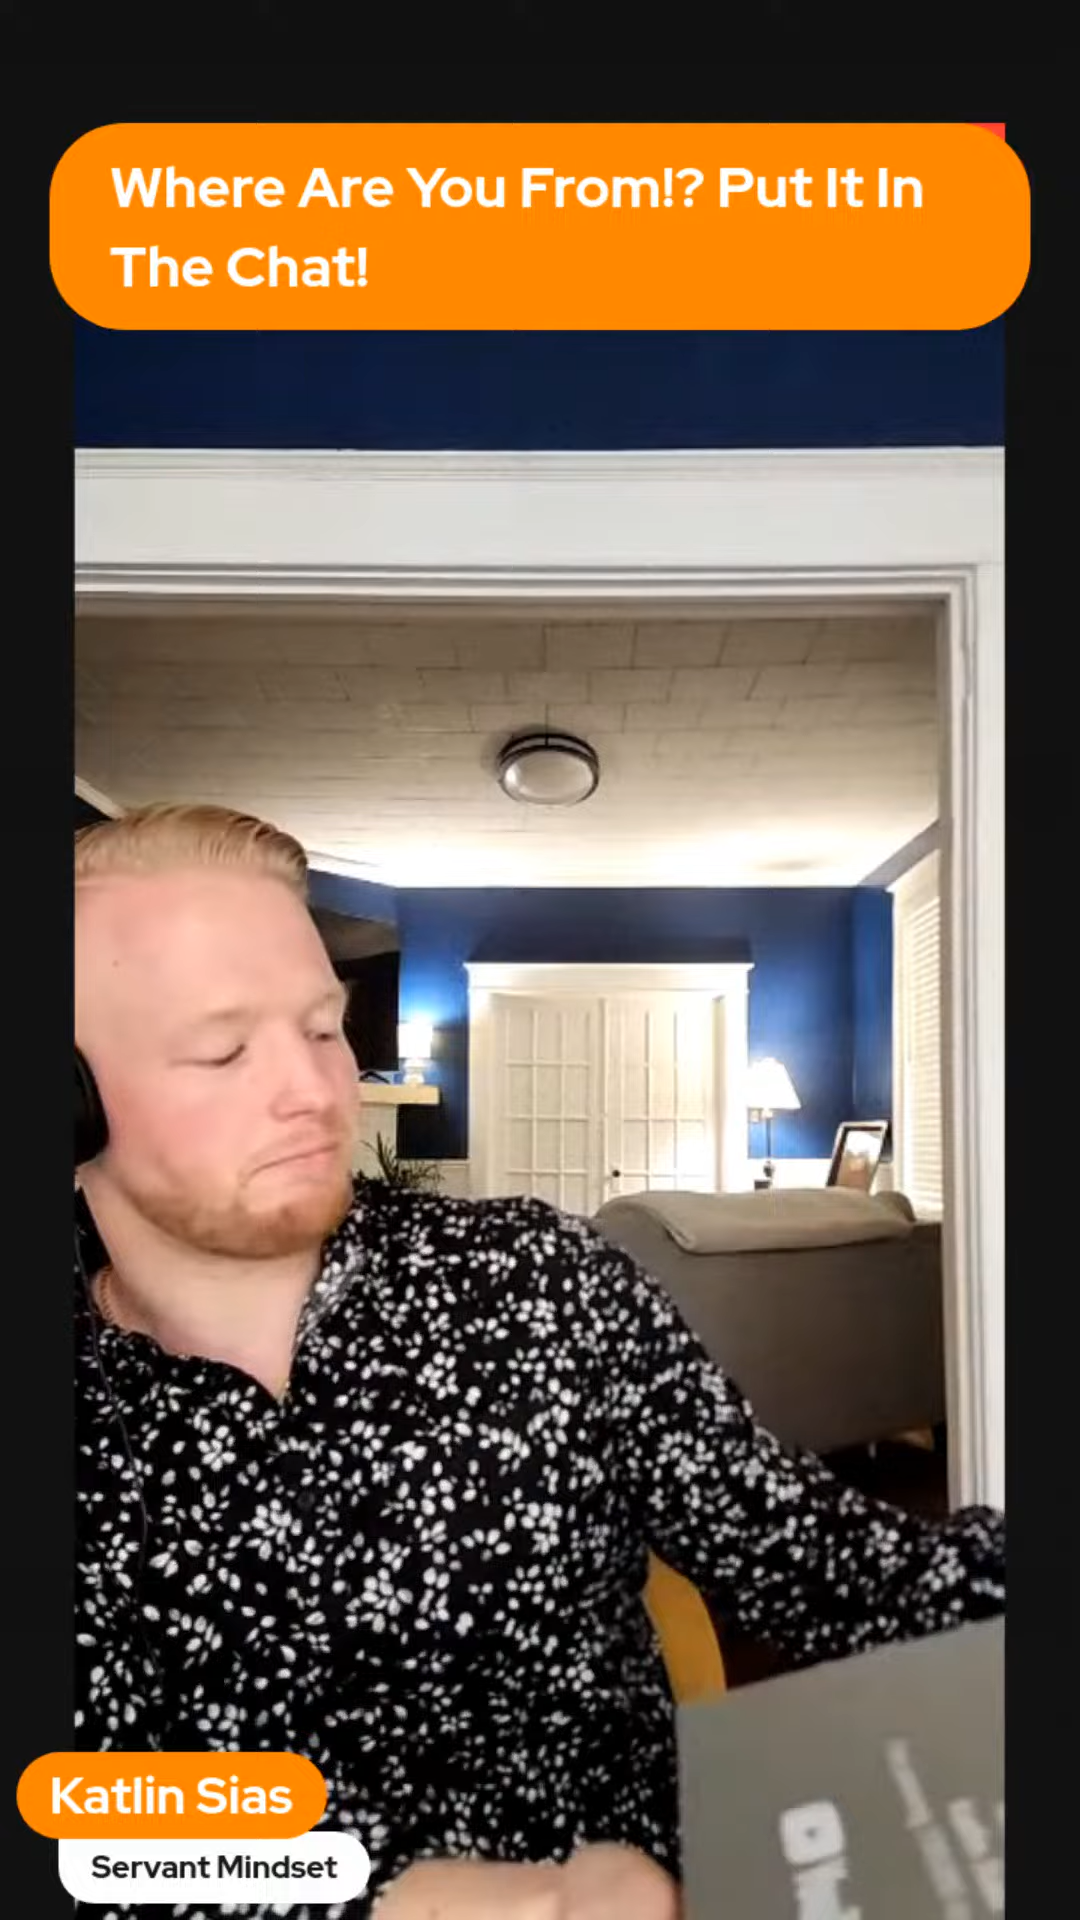 Where Are You From!? Put It In
The Chat!
Katlin Sias
Servant Mindset